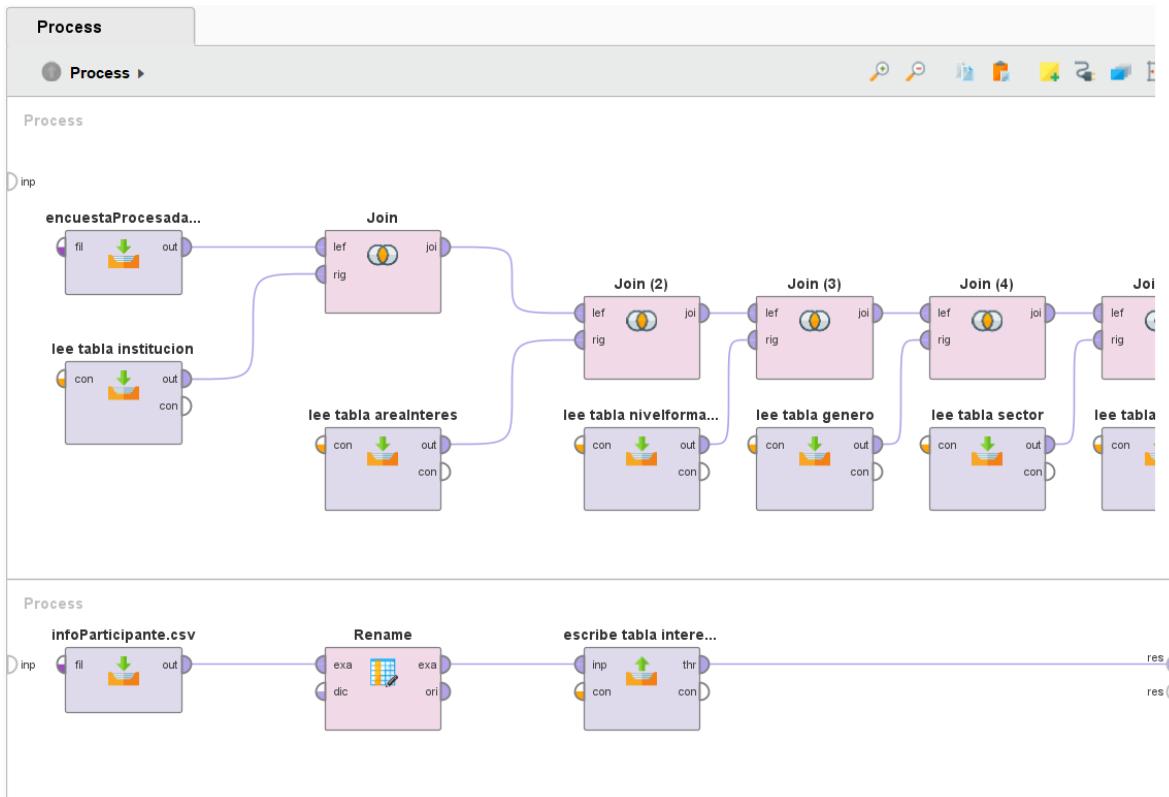 Process
Process
Process
inp
encuestaProcesada...
fil out
Join
lef joi
rig
lee tabla institucion
con out
con
Join (2)
lef joi
rig
Join (3)
lef joi
rig
Join (4)
lef joi
rig
Joi
lef
rig
lee tabla areaInteres
con out
con
lee tabla nivelforma...
con out
con
lee tabla genero
con out
con
lee tabla sector
con out
con
lee tabla
con
Process
inp
infoParticipante.csv
fil out
Rename
exa exa
dic ori
escribe tabla intere...
inp thr
con con
res
res